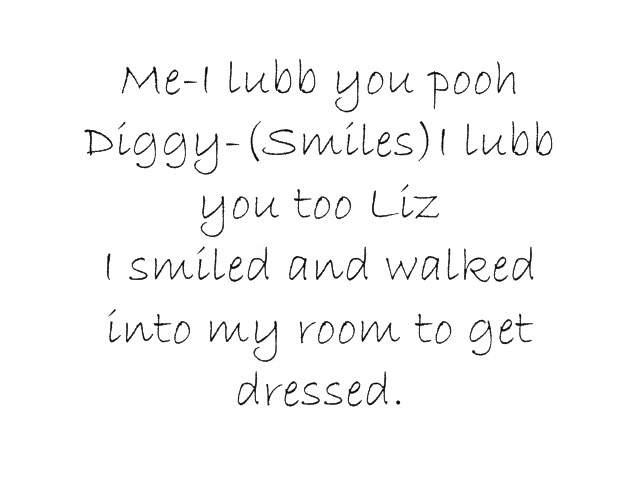 Me-I lubb you pooh
Diggy-(Smiles)I lubb
you too Liz
I smiled and walked
into my room to get
dressed.